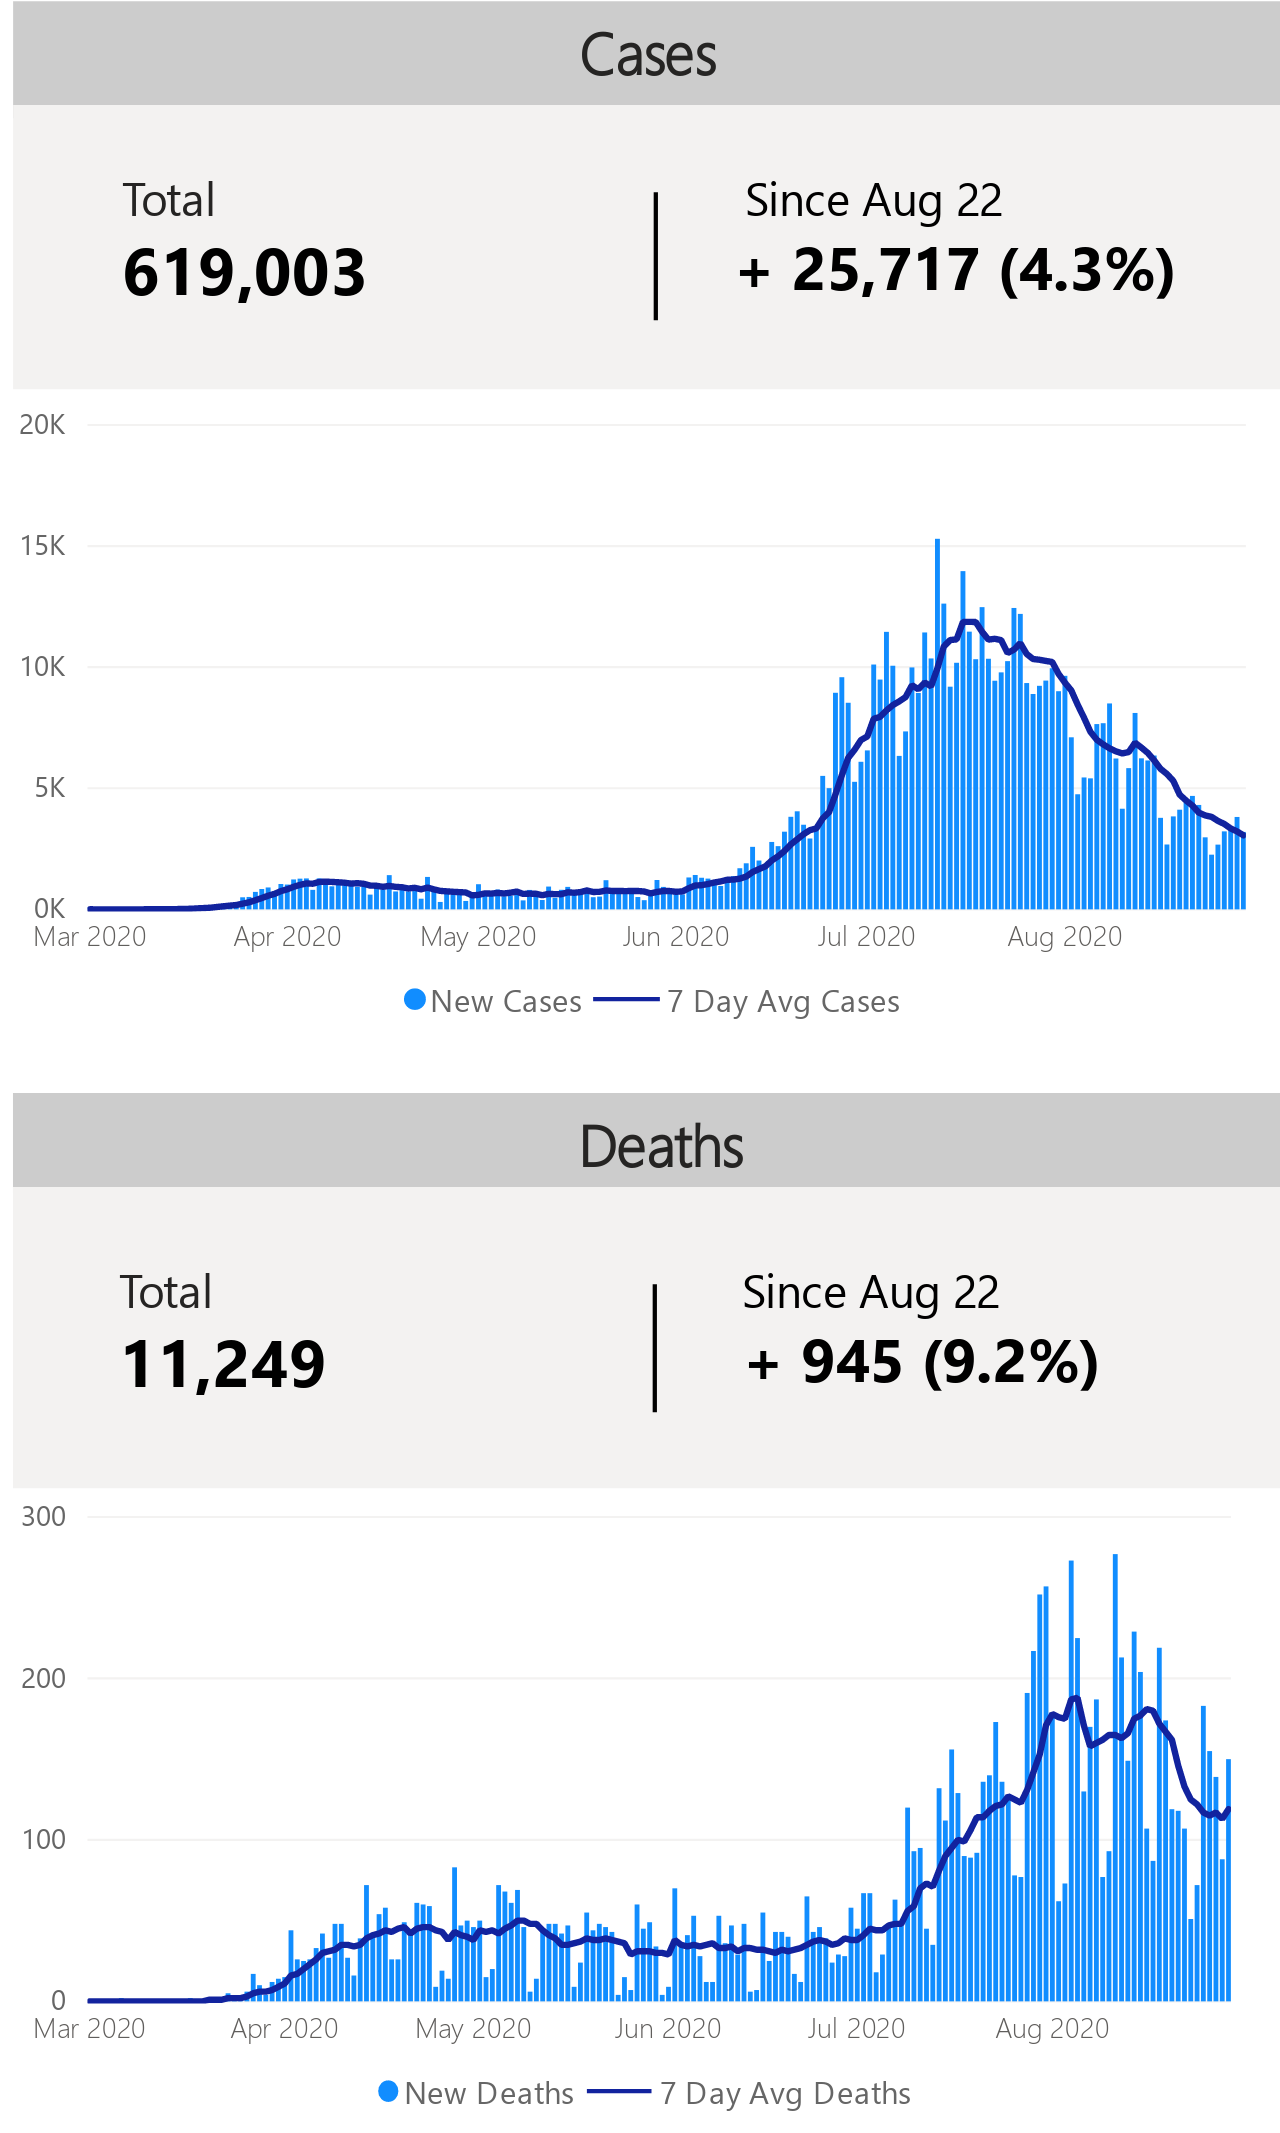 Cases
Total
Since Aug 22
619,003
+ 25,717 (4.3%)
20K
15K
10K
5K
0K
Mar 2020 Apr 2020 May 2020 Jun 2020 Jul 2020 Aug 2020
New Cases 7 Day Avg Cases
Deaths
Total
Since Aug 22
11,249
+ 945 (9.2%)
300
200
100
0
Mar 2020 Apr 2020 May 2020 Jun 2020 Jul 2020 Aug 2020
New Deaths 7 Day Avg Deaths